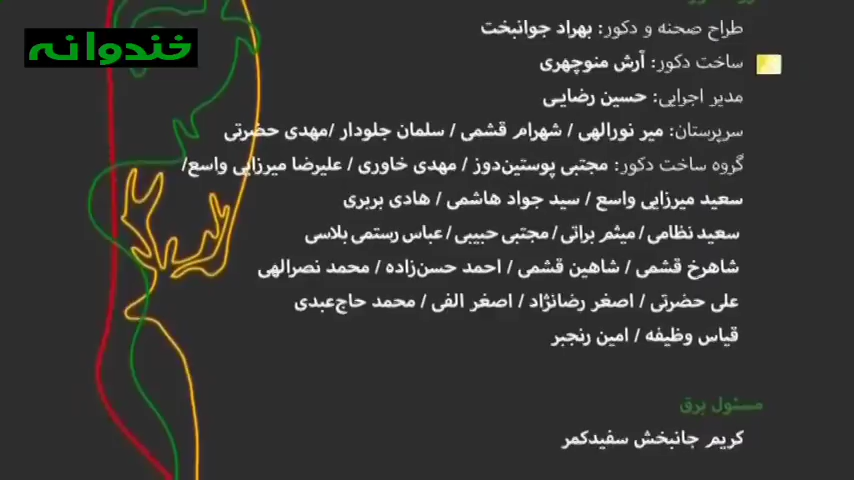 خندوانه
طراح صحنه و دکور: بهراد جوانبخت
ساخت دکور: آرش منوچهری
مدیر اجرایی: حسین رضایی
سرپرستان: میر نورالهی / شهرام قشمی / سلمان جلودار /مهدی حضرتی
گروه ساخت دکور: مجتبی پوستین‌دوز / مهدی خاوری / علیرضا میرزایی واسع/
سعید میرزایی واسع / سید جواد هاشمی / هادی بربری
سعید نظامی / میثم براتی / مجتبی حبیبی / عباس رستمی بلاسی
شاهرخ قشمی / شاهین قشمی / احمد حسن‌زاده / محمد نصرالهی
علی حضرتی / اصغر رضانژاد / اصغر الفی / محمد حاج‌عبدی
قیاس وظیفه / امین رنجبر
مسئول برق
کریم جانبخش سفیدکمر